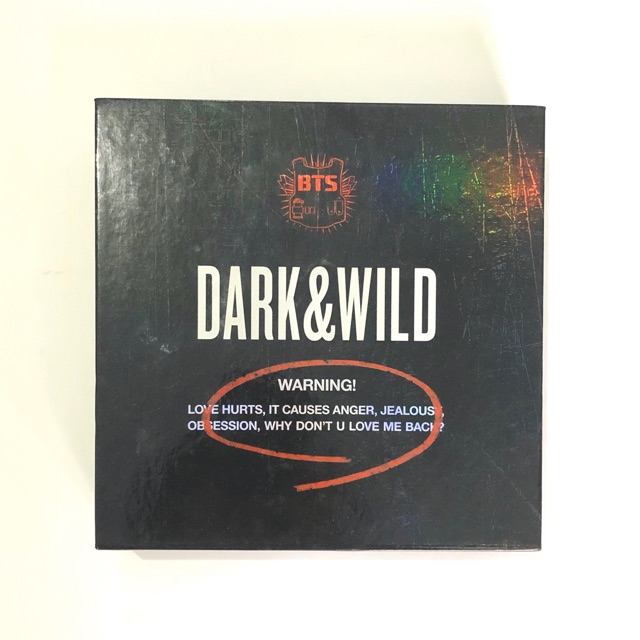 BTS
DARK&WILD
WARNING!
LOVE HURTS, IT CAUSES ANGER, JEALOUSY,
OBSESSION, WHY DON'T U LOVE ME BACK?